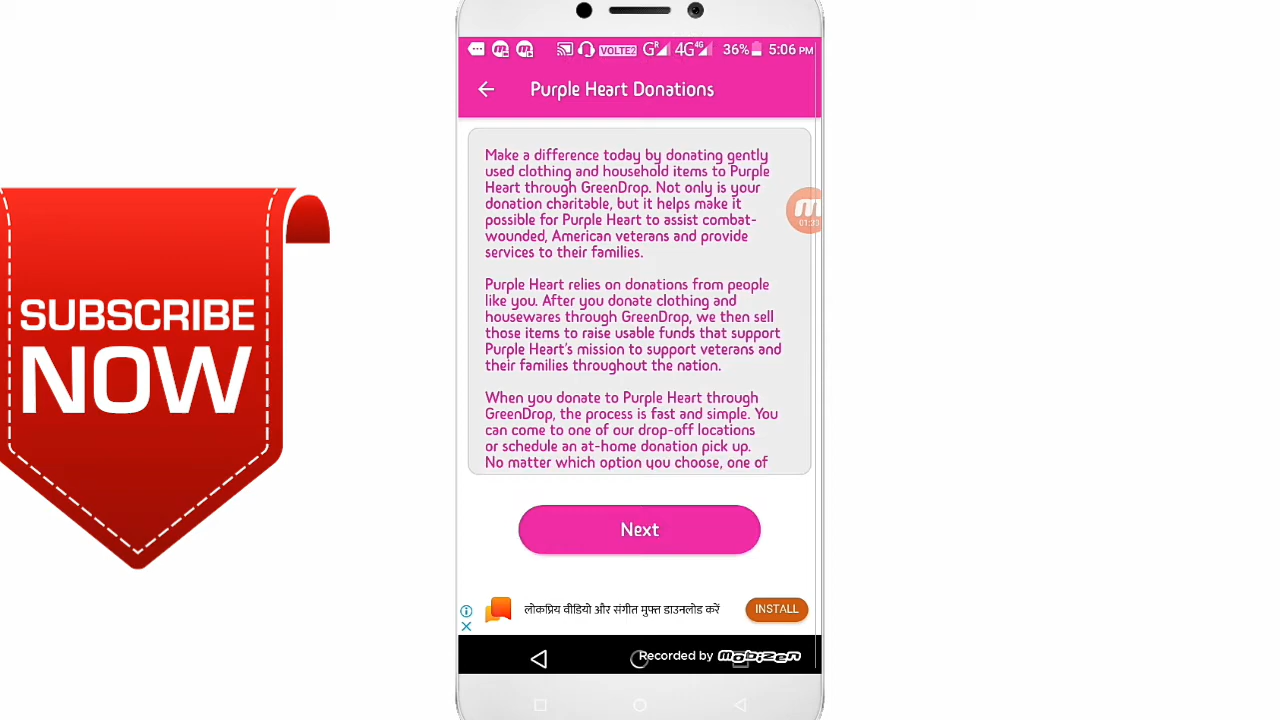 SUBSCRIBE
NOW
VOLTE2 4G 4G 36% 5:06 PM
Purple Heart Donations
Make a difference today by donating gently
used clothing and household items to Purple
Heart through GreenDrop. Not only is your
donation charitable, but it helps make it
possible for Purple Heart to assist combat-
wounded, American veterans and provide
services to their families.
Purple Heart relies on donations from people
like you. After you donate clothing and
housewares through GreenDrop, we then sell
those items to raise usable funds that support
Purple Heart's mission to support veterans and
their families throughout the nation.
When you donate to Purple Heart through
GreenDrop, the process is fast and simple. You
can come to one of our drop-off locations
or schedule an at-home donation pick up.
No matter which option you choose, one of
01:33
Next
लोकप्रिय वीडियो और संगीत मुफ्त डाउनलोड करें
INSTALL
Recorded by mobizen